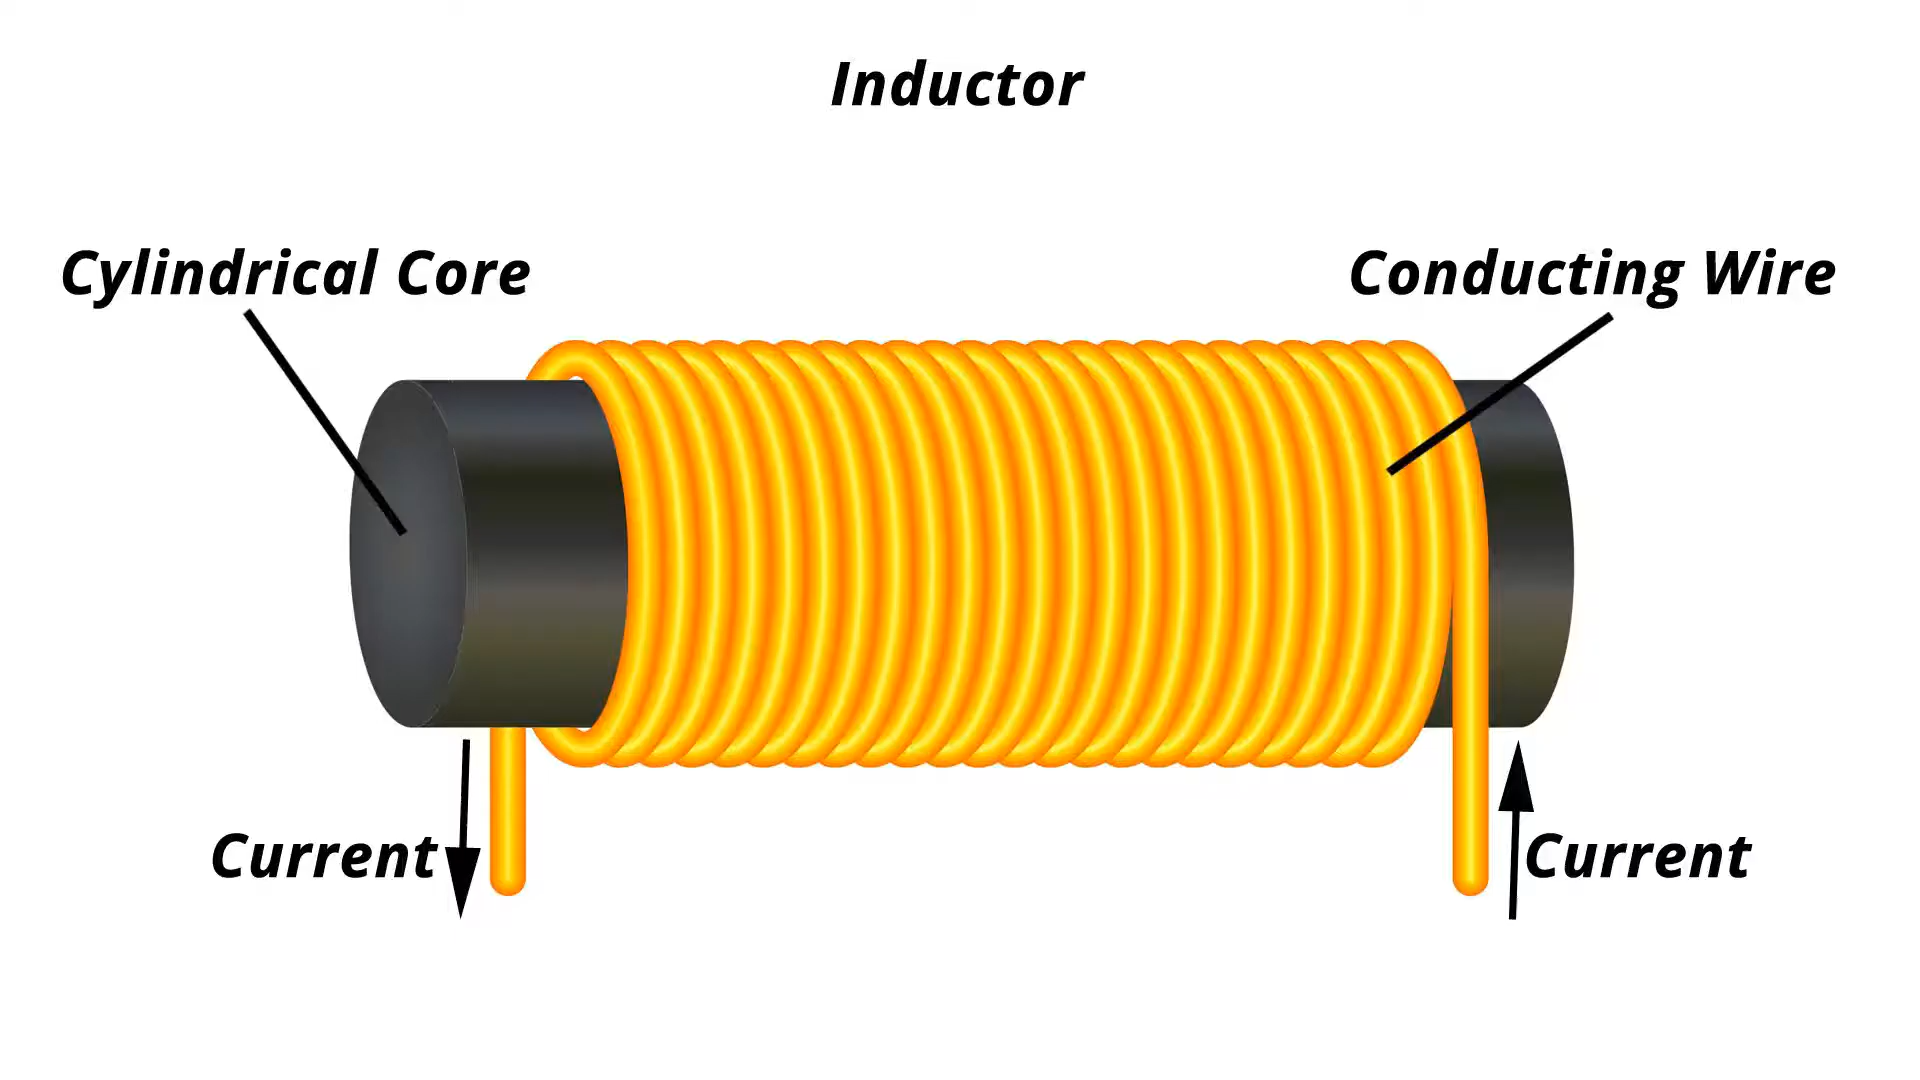 Inductor
Cylindrical Core
Conducting Wire
Current
Current